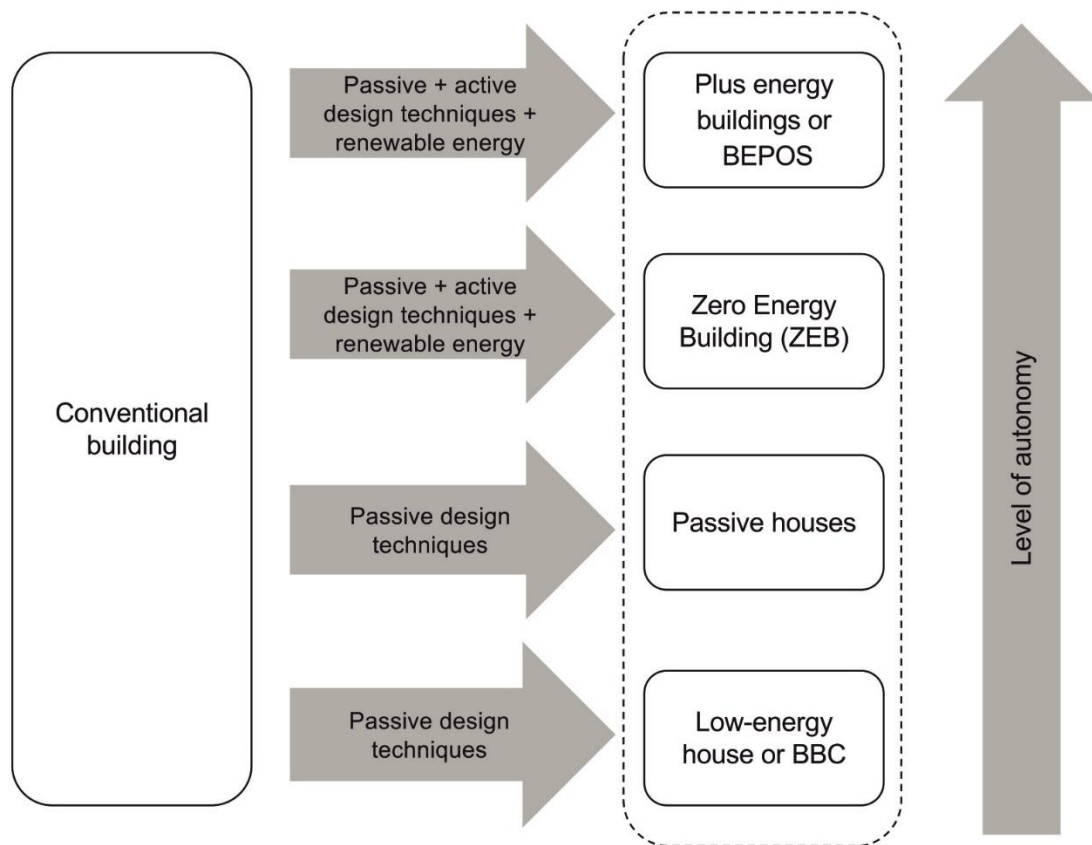 Conventional
building
Passive + active
design techniques +
renewable energy
Plus energy
buildings or
BEPOS
Passive + active
design techniques +
renewable energy
Zero Energy
Building (ZEB)
Passive design
techniques
Passive houses
Passive design
techniques
Low-energy
house or BBC
Level of autonomy